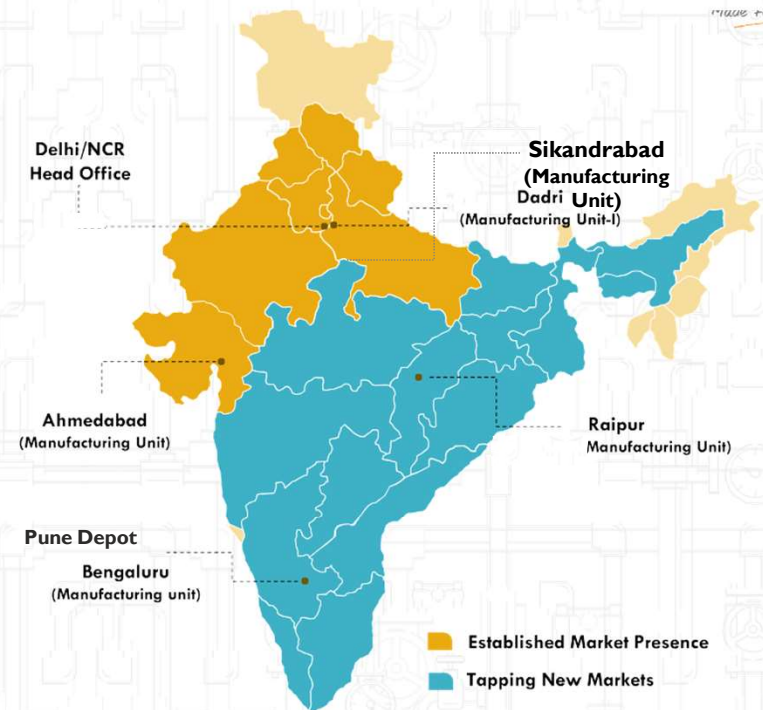 Delhi/NCR
Head Office
Sikandrabad
(Manufacturing
Unit)
Dadri
(Manufacturing Unit-I)
Ahmedabad
(Manufacturing Unit)
Raipur
Manufacturing Unit)
Pune Depot
Bengaluru
(Manufacturing unit)
Established Market Presence
Tapping New Markets